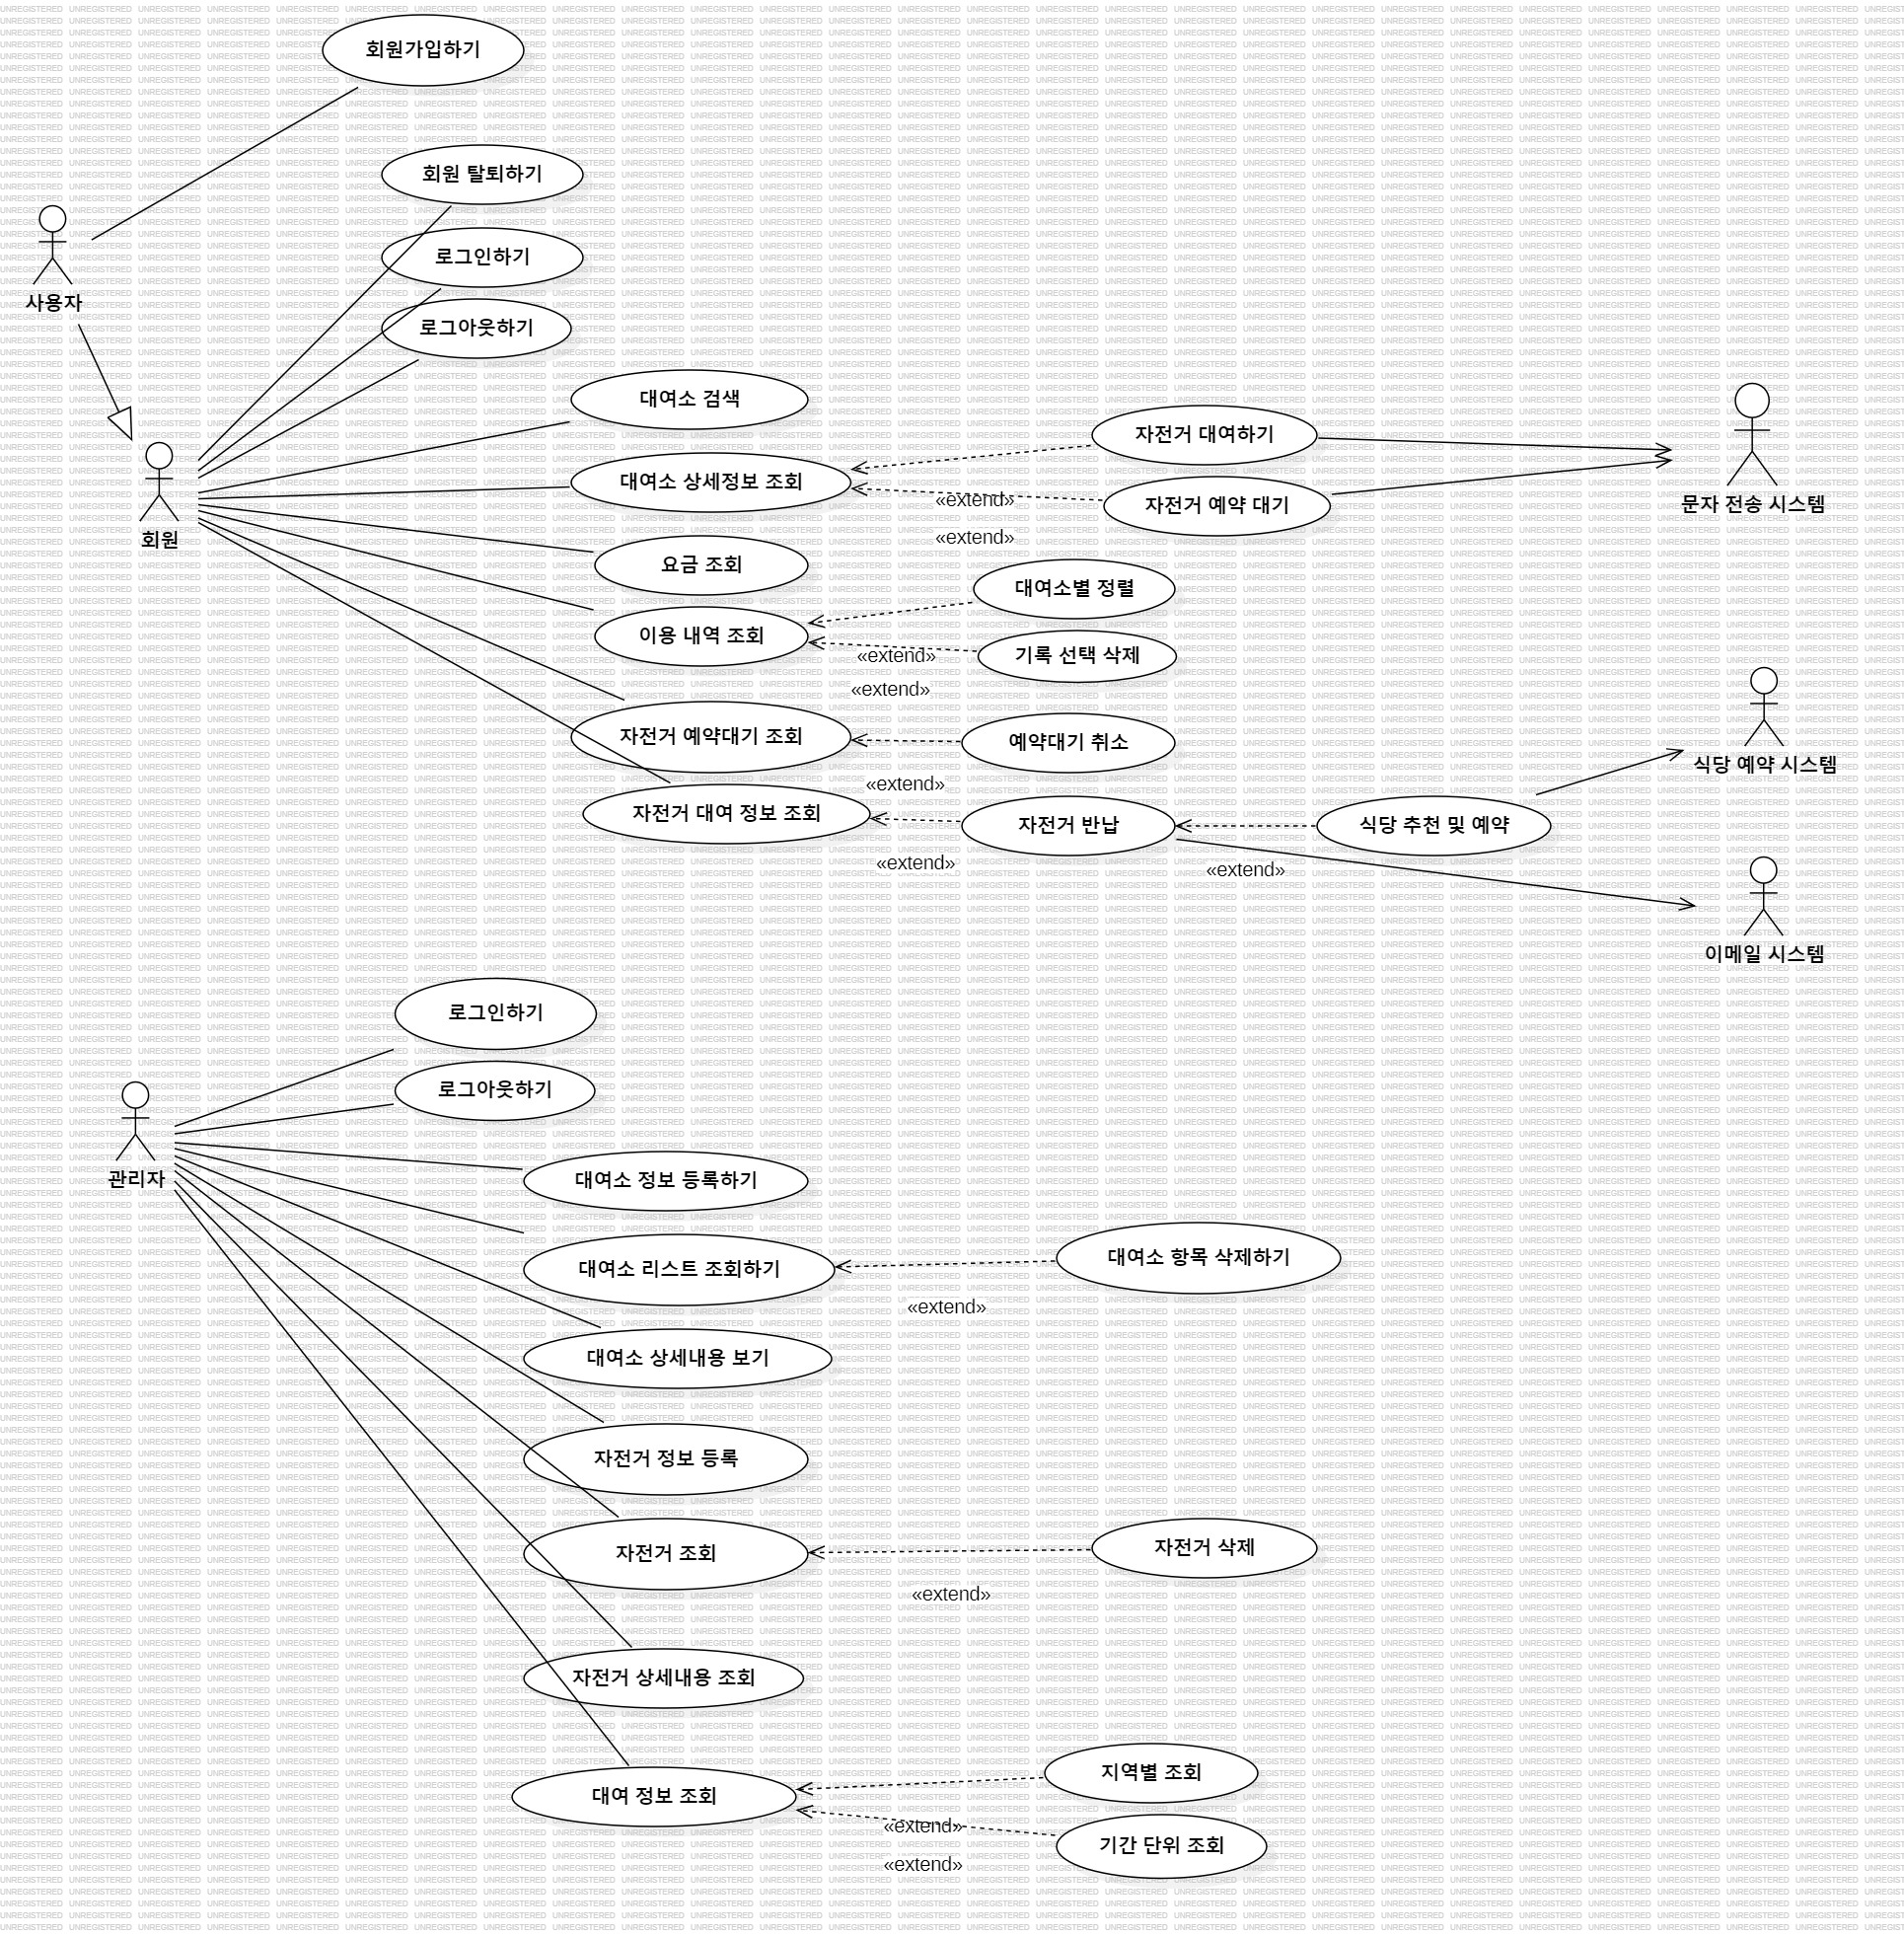 회원가입하기
회원 탈퇴하기
로그인하기
로그아웃하기
사용자
회원
대여소 검색
대여소 상세정보 조회
자전거 대여하기
자전거 예약 대기
«extend»
«extend»
문자 전송 시스템
요금 조회
이용 내역 조회
대여소별 정렬
기록 선택 삭제
«extend»
«extend»
자전거 예약대기 조회
예약대기 취소
«extend»
식당 예약 시스템
자전거 대여 정보 조회
자전거 반납
식당 추천 및 예약
«extend»
«extend»
이메일 시스템
로그인하기
로그아웃하기
관리자
대여소 정보 등록하기
대여소 리스트 조회하기
대여소 항목 삭제하기
«extend»
대여소 상세내용 보기
자전거 정보 등록
자전거 조회
자전거 삭제
«extend»
자전거 상세내용 조회
대여 정보 조회
지역별 조회
«extend»
기간 단위 조회
«extend»
UNREGISTERED